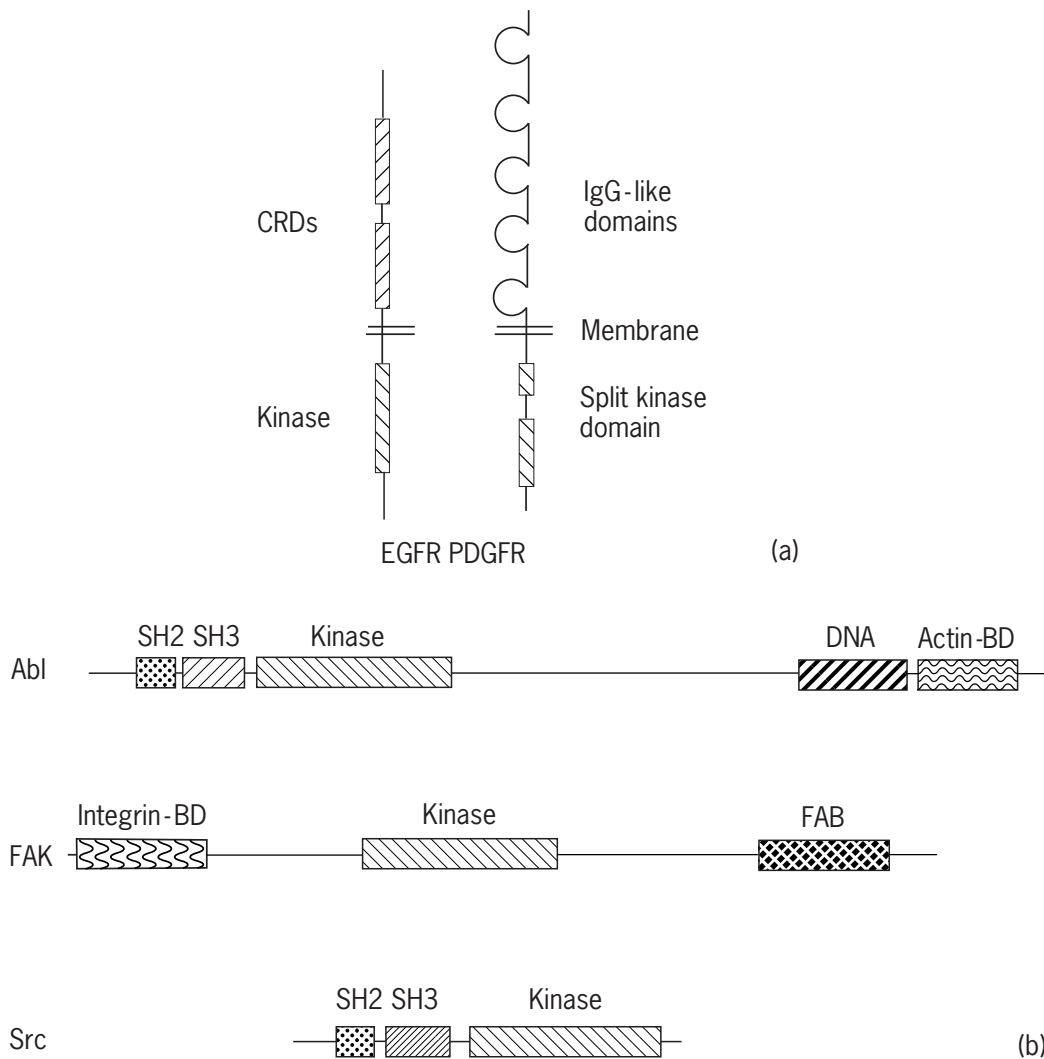 CRDs
IgG-like
domains
Membrane
Kinase
Split kinase
domain
EGFR PDGFR
(a)
SH2 SH3 Kinase DNA Actin-BD
Abl
Integrin-BD Kinase FAB
FAK
SH2 SH3 Kinase
Src
(b)